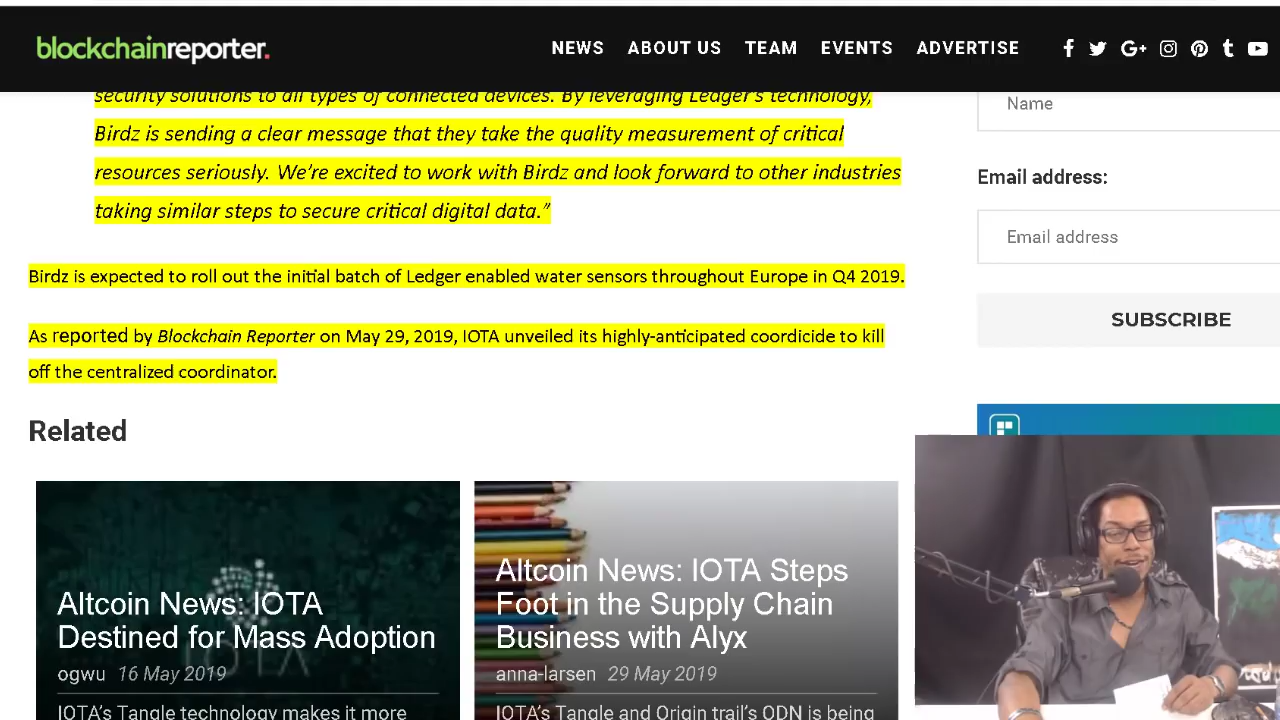 blockchainreporter.
NEWS ABOUT US TEAM EVENTS ADVERTISE
security solutions to all types of connected devices. By leveraging Ledger's technology,
Birdz is sending a clear message that they take the quality measurement of critical
resources seriously. We're excited to work with Birdz and look forward to other industries
taking similar steps to secure critical digital data.”
Birdz is expected to roll out the initial batch of Ledger enabled water sensors throughout Europe in Q4 2019.
As reported by Blockchain Reporter on May 29, 2019, IOTA unveiled its highly-anticipated coordicide to kill
off the centralized coordinator.
Related
Altcoin News: IOTA
Destined for Mass Adoption
ogwu 16 May 2019
IOTA's Tangle technology makes it more
Altcoin News: IOTA Steps
Foot in the Supply Chain
Business with Alyx
anna-larsen 29 May 2019
IOTA's Tangle and Origin trail's ODN is being
Name
Email address:
Email address
SUBSCRIBE